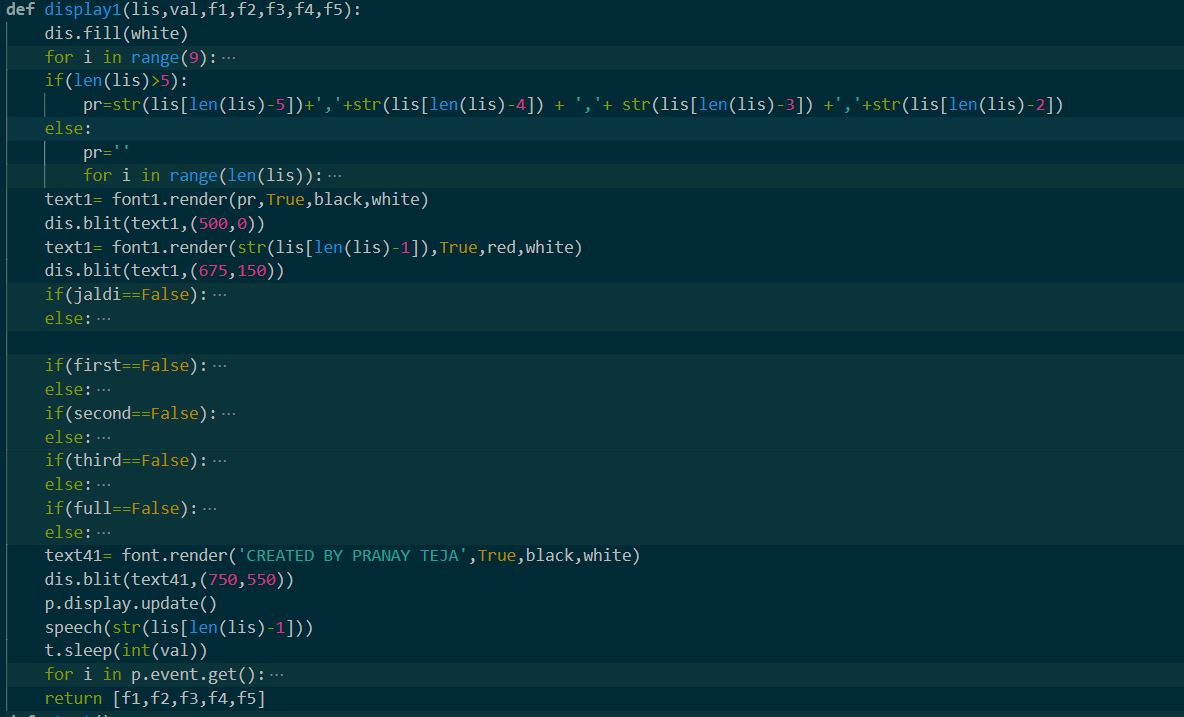 def display1(lis,val,f1,f2,f3,f4,f5):
    dis.fill(white)
    for i in range(9):···
    if(len(lis)>5):
        pr=str(lis[len(lis)-5])+','+str(lis[len(lis)-4]) + ','+ str(lis[len(lis)-3]) +','+str(lis[len(lis)-2])
    else:
        pr=''
        for i in range(len(lis)):···
    text1= font1.render(pr,True,black,white)
    dis.blit(text1,(500,0))
    text1= font1.render(str(lis[len(lis)-1]),True,red,white)
    dis.blit(text1,(675,150))
    if(jaldi==False):···
    else:···
    if(first==False):···
    else:···
    if(second==False):···
    else:···
    if(third==False):···
    else:···
    if(full==False):···
    else:···
    text41= font.render('CREATED BY PRANAY TEJA',True,black,white)
    dis.blit(text41,(750,550))
    p.display.update()
    speech(str(lis[len(lis)-1]))
    t.sleep(int(val))
    for i in p.event.get():···
    return [f1,f2,f3,f4,f5]